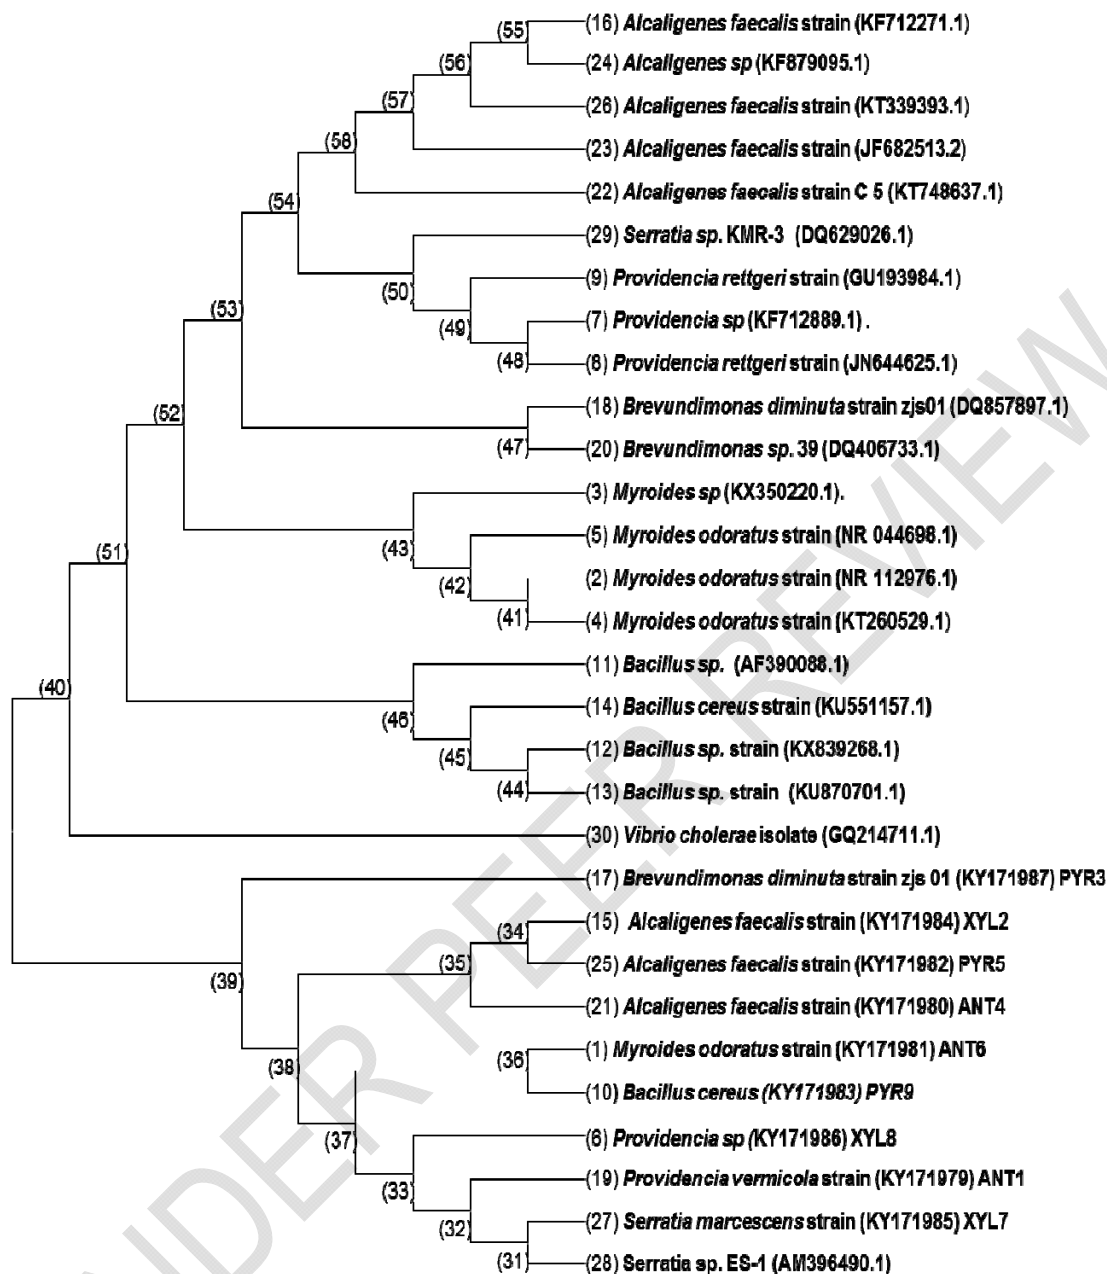 (16) Alcaligenes faecalis strain (KF712271.1)
(55)
(24) Alcaligenes sp (KF879095.1)
(56)
(26) Alcaligenes faecalis strain (KT339393.1)
(57)
(23) Alcaligenes faecalis strain (JF682513.2)
(58)
(22) Alcaligenes faecalis strain C 5 (KT748637.1)
(54)
(29) Serratia sp. KMR-3 (DQ629026.1)
(9) Providencia rettgeri strain (GU193984.1)
(50)
(53)
(7) Providencia sp (KF712889.1) .
(49)
(8) Providencia rettgeri strain (JN644625.1)
(48)
(18) Brevundimonas diminuta strain zjs01 (DQ857897.1)
(52)
(20) Brevundimonas sp. 39 (DQ406733.1)
(47)
(3) Myroides sp (KX350220.1).
(5) Myroides odoratus strain (NR 044698.1)
(43)
(51)
(2) Myroides odoratus strain (NR 112976.1)
(42)
(4) Myroides odoratus strain (KT260529.1)
(41)
(11) Bacillus sp. (AF390088.1)
(40)
(14) Bacillus cereus strain (KU551157.1)
(46)
(12) Bacillus sp. strain (KX839268.1)
(45)
(13) Bacillus sp. strain (KU870701.1)
(44)
(30) Vibrio cholerae isolate (GQ214711.1)
(17) Brevundimonas diminuta strain zjs 01 (KY171987) PYR3
(15) Alcaligenes faecalis strain (KY171984) XYL2
(34)
(25) Alcaligenes faecalis strain (KY171982) PYR5
(35)
(39)
(21) Alcaligenes faecalis strain (KY171980) ANT4
(1) Myroides odoratus strain (KY171981) ANT6
(36)
(38)
(10) Bacillus cereus (KY171983) PYR9
(6) Providencia sp (KY171986) XYL8
(37)
(19) Providencia vermicola strain (KY171979) ANT1
(33)
(27) Serratia marcescens strain (KY171985) XYL7
(32)
(28) Serratia sp. ES-1 (AM396490.1)
(31)
NDER PEER REVIEW